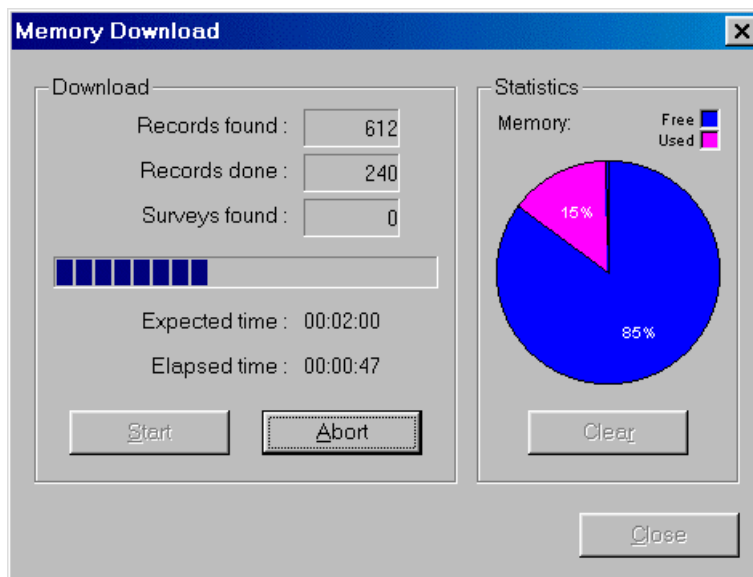 Memory Download
Download
Records found : 612
Records done : 240
Surveys found : 0
Expected time : 00:02:00
Elapsed time : 00:00:47
Start
Abort
Statistics
Memory:
Free
Used
15%
85%
Clear
Close